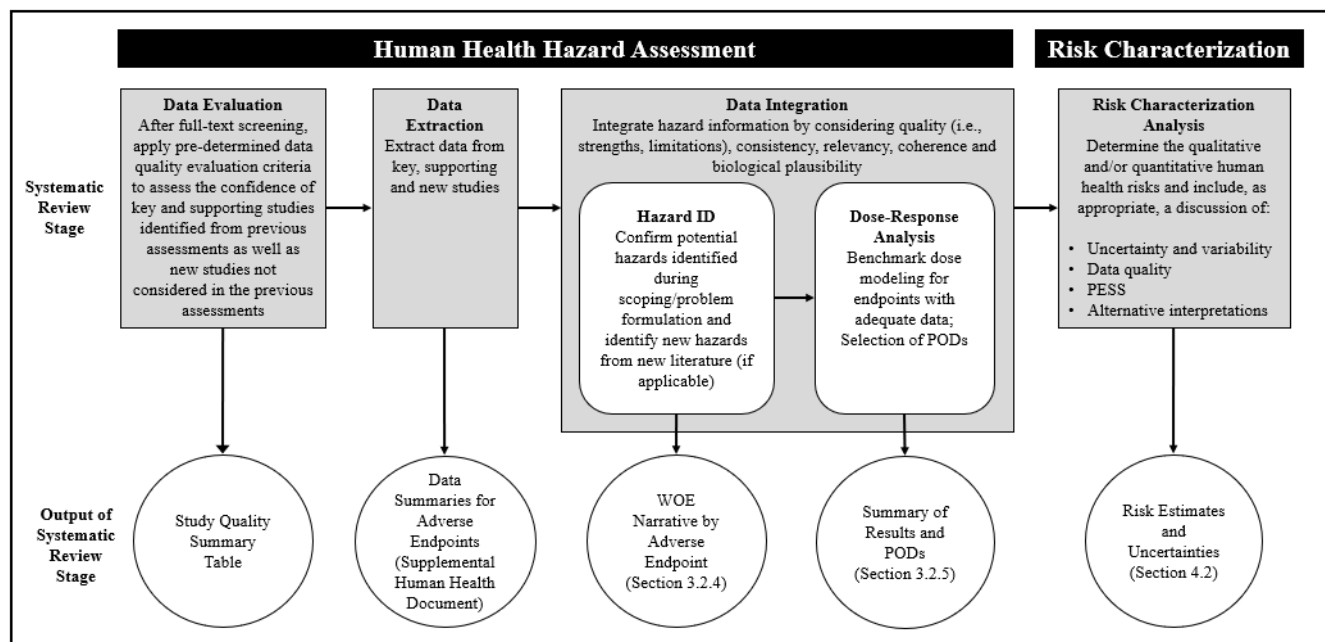 Human Health Hazard Assessment
Risk Characterization
Systematic
Review
Stage
Data Evaluation
After full-text screening,
apply pre-determined data
quality evaluation criteria
to assess the confidence of
key and supporting studies
identified from previous
assessments as well as
new studies not
considered in the previous
assessments
Data
Extraction
Extract data from
key, supporting
and new studies
Data Integration
Integrate hazard information by considering quality (i.e.,
strengths, limitations), consistency, relevancy, coherence and
biological plausibility
Hazard ID
Confirm potential
hazards identified
during
scoping/problem
formulation and
identify new hazards
from new literature (if
applicable)
Dose-Response
Analysis
Benchmark dose
modeling for
endpoints with
adequate data;
Selection of PODs
Risk Characterization
Analysis
Determine the qualitative
and/or quantitative human
health risks and include, as
appropriate, a discussion of:
• Uncertainty and variability
• Data quality
• PESS
• Alternative interpretations
Output of
Systematic
Review
Stage
Study Quality
Summary
Table
Data
Summaries for
Adverse
Endpoints
(Supplemental
Human Health
Document)
WOE
Narrative by
Adverse
Endpoint
(Section 3.2.4)
Summary of
Results and
PODs
(Section 3.2.5)
Risk Estimates
and
Uncertainties
(Section 4.2)